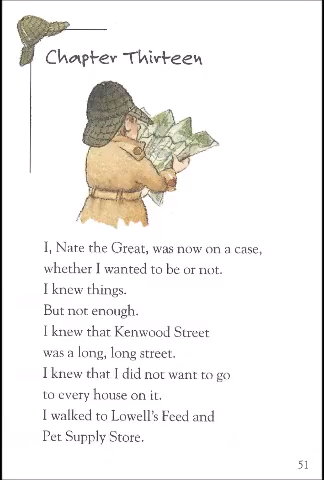 Chapter Thirteen
I, Nate the Great, was now on a case,
whether I wanted to be or not.
I knew things.
But not enough.
I knew that Kenwood Street
was a long, long street.
I knew that I did not want to go
to every house on it.
I walked to Lowell's Feed and
Pet Supply Store.
51